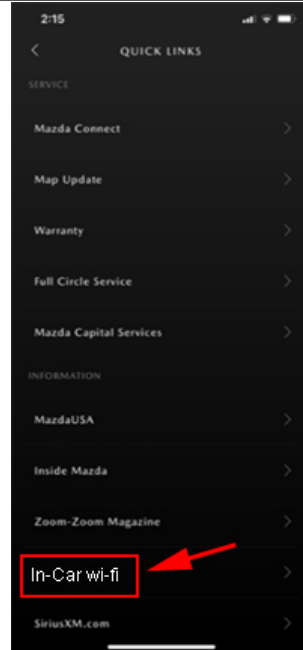 2:15
QUICK LINKS
SERVICE
Mazda Connect
Map Update
Warranty
Full Circle Service
Mazda Capital Services
INFORMATION
MazdaUSA
Inside Mazda
Zoom-Zoom Magazine
In-Car wi-fi
SiriusXM.com